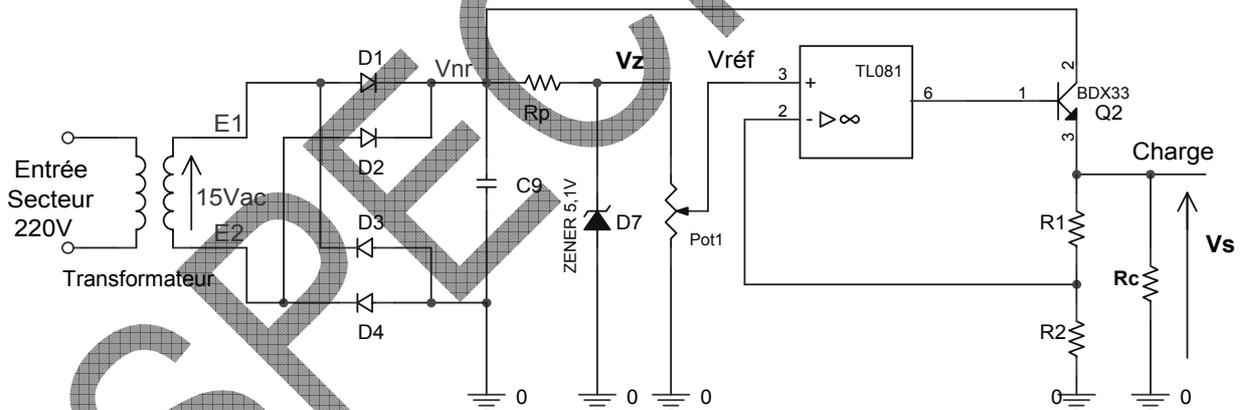 D1
Vnr
Vz
Vréf
3
+
TL081
2
BDX33
Q2
Rp
6
1
2
-
∞
3
E1
D2
Entrée
Secteur
220V
15Vac
C9
ZENER 5,1V
D7
Pot1
Charge
R1
Vs
Rc
E2
D3
Transformateur
D4
R2
0
0
0
0
0
SPEC